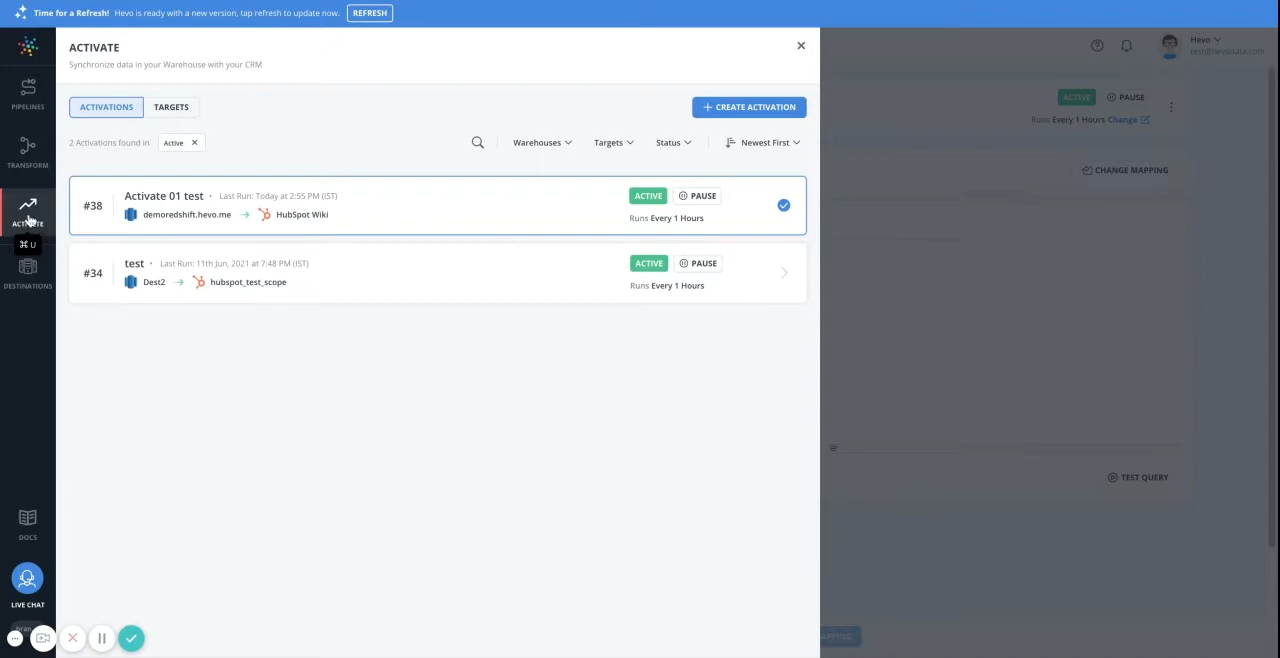 Time for a Refresh! Hevo is ready with a new version, tap refresh to update now. REFRESH
ACTIVATE
Synchronize data in your Warehouse with your CRM
Hevo
test@hevodata.com
PIPELINES
ACTIVATIONS TARGETS
CREATE ACTIVATION
ACTIVE PAUSE
Runs Every 1 Hours Change
2 Activations found in Active
Warehouses Targets Status Newest First
TRANSFORM
CHANGE MAPPING
#38 Activate 01 test · Last Run: Today at 2:55 PM (IST)
demoredshift.hevo.me → HubSpot Wiki
ACTIVE PAUSE
Runs Every 1 Hours
ACTIVATE
⌘ U
#34 test · Last Run: 11th Jun, 2021 at 7:48 PM (IST)
Dest2 → hubspot_test_scope
ACTIVE PAUSE
Runs Every 1 Hours
DESTINATIONS
TEST QUERY
DOCS
LIVE CHAT